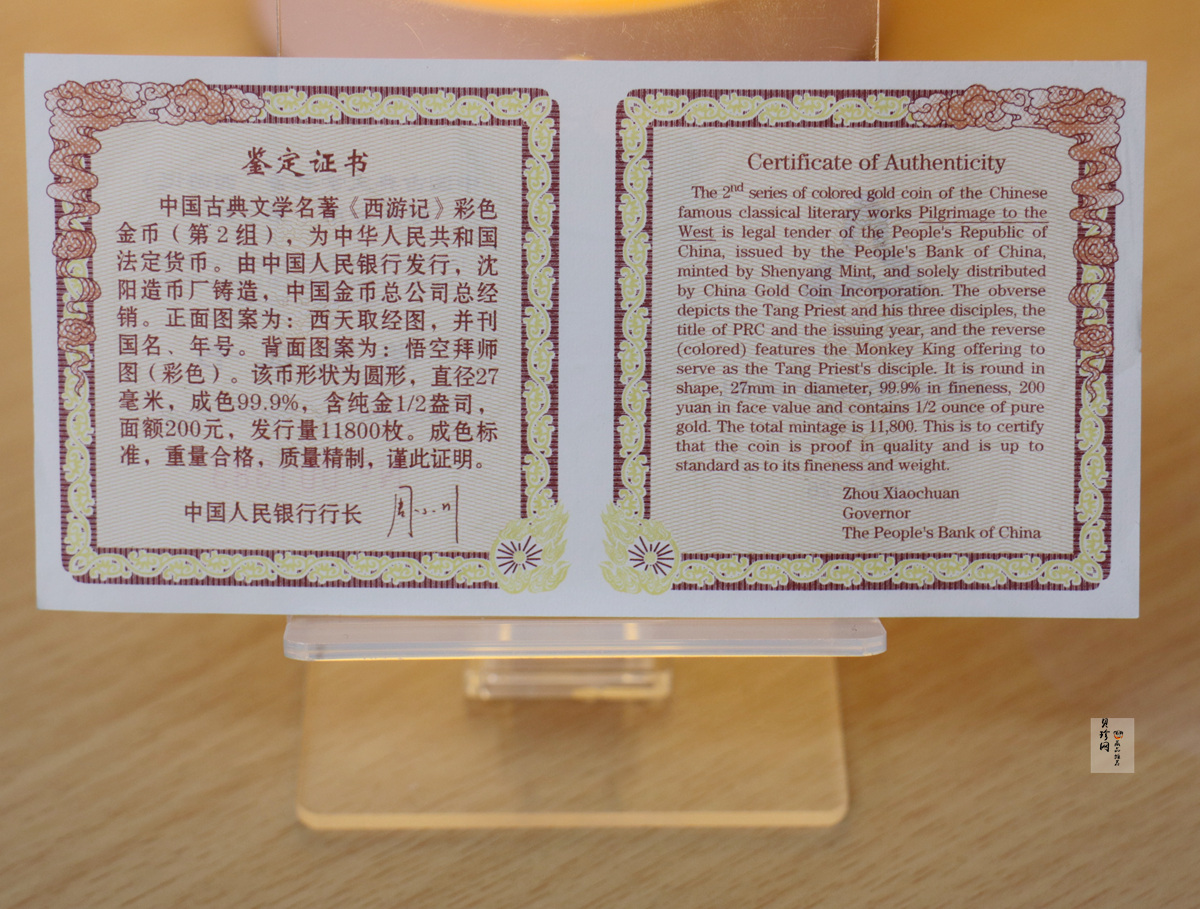 鉴定证书
中国古典文学名著《西游记》彩色
金币（第2组），为中华人民共和国
法定货币。由中国人民银行发行，沈
阳造币厂铸造，中国金币总公司总经
销。正面图案为：西天取经图，并刊
国名、年号。背面图案为：悟空拜师
图（彩色）。该币形状为圆形，直径27
毫米，成色99.9%，含纯金1/2盎司，
面额200元，发行量11800枚。成色标
准，重量合格，质量精制，谨此证明。
中国人民银行行长
Certificate of Authenticity
The 2nd series of colored gold coin of the Chinese
famous classical literary works Pilgrimage to the
West is legal tender of the People's Republic of
China, issued by the People's Bank of China,
minted by Shenyang Mint, and solely distributed
by China Gold Coin Incorporation. The obverse
depicts the Tang Priest and his three disciples, the
title of PRC and the issuing year, and the reverse
(colored) features the Monkey King offering to
serve as the Tang Priest's disciple. It is round in
shape, 27mm in diameter, 99.9% in fineness, 200
yuan in face value and contains 1/2 ounce of pure
gold. The total mintage is 11,800. This is to certify
that the coin is proof in quality and is up to
standard as to its fineness and weight.
Zhou Xiaochuan
Governor
The People's Bank of China